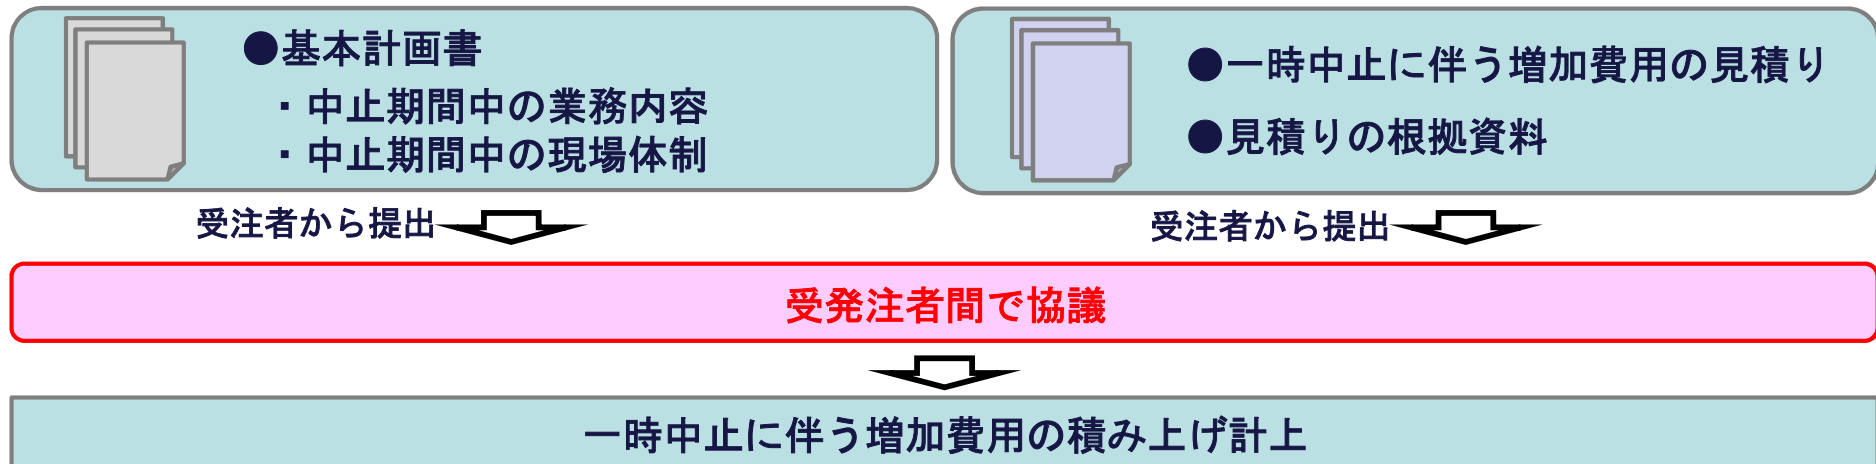 ●基本計画書
・中止期間中の業務内容
・中止期間中の現場体制
●一時中止に伴う増加費用の見積り
●見積りの根拠資料
受注者から提出
受注者から提出
受発注者間で協議
一時中止に伴う増加費用の積み上げ計上